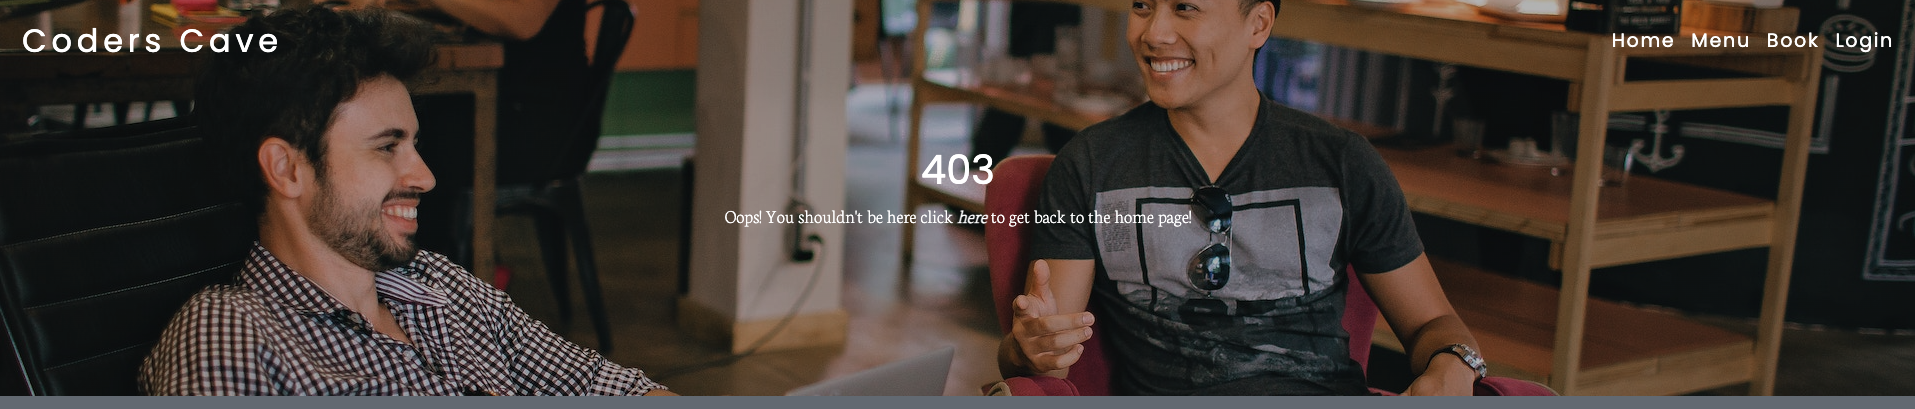 Coders Cave
Home Menu Book Login
403
Oops! You shouldn't be here click here to get back to the home page!